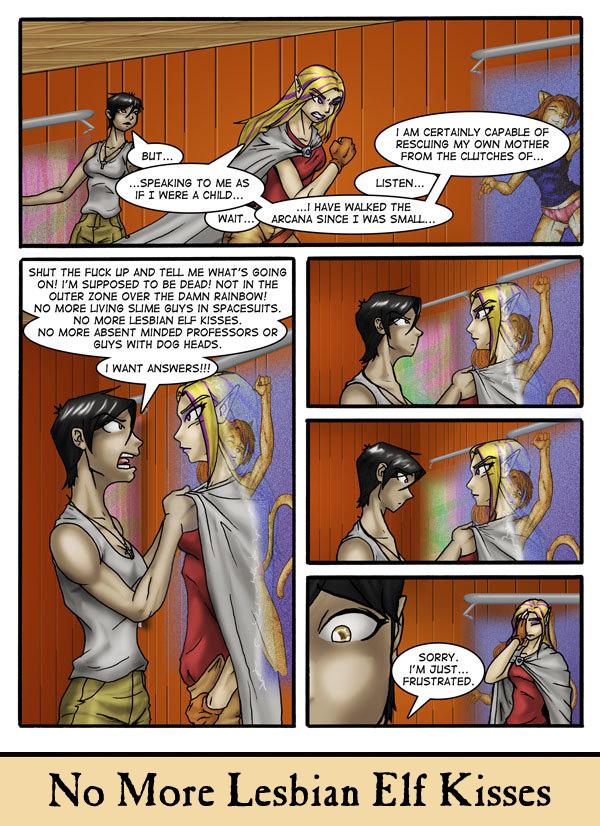 BUT...
...SPEAKING TO ME AS
IF I WERE A CHILD...
WAIT...
...I HAVE WALKED THE
ARCANA SINCE I WAS SMALL...
LISTEN...
I AM CERTAINLY CAPABLE OF
RESCUING MY OWN MOTHER
FROM THE CLUTCHES OF...
SHUT THE FUCK UP AND TELL ME WHAT'S GOING
ON! I'M SUPPOSED TO BE DEAD! NOT IN THE
OUTER ZONE OVER THE DAMN RAINBOW!
NO MORE LIVING SLIME GUYS IN SPACESUITS.
NO MORE LESBIAN ELF KISSES.
NO MORE ABSENT MINDED PROFESSORS OR
GUYS WITH DOG HEADS.
I WANT ANSWERS!!!
SORRY.
I'M JUST...
FRUSTRATED.
No More Lesbian Elf Kisses